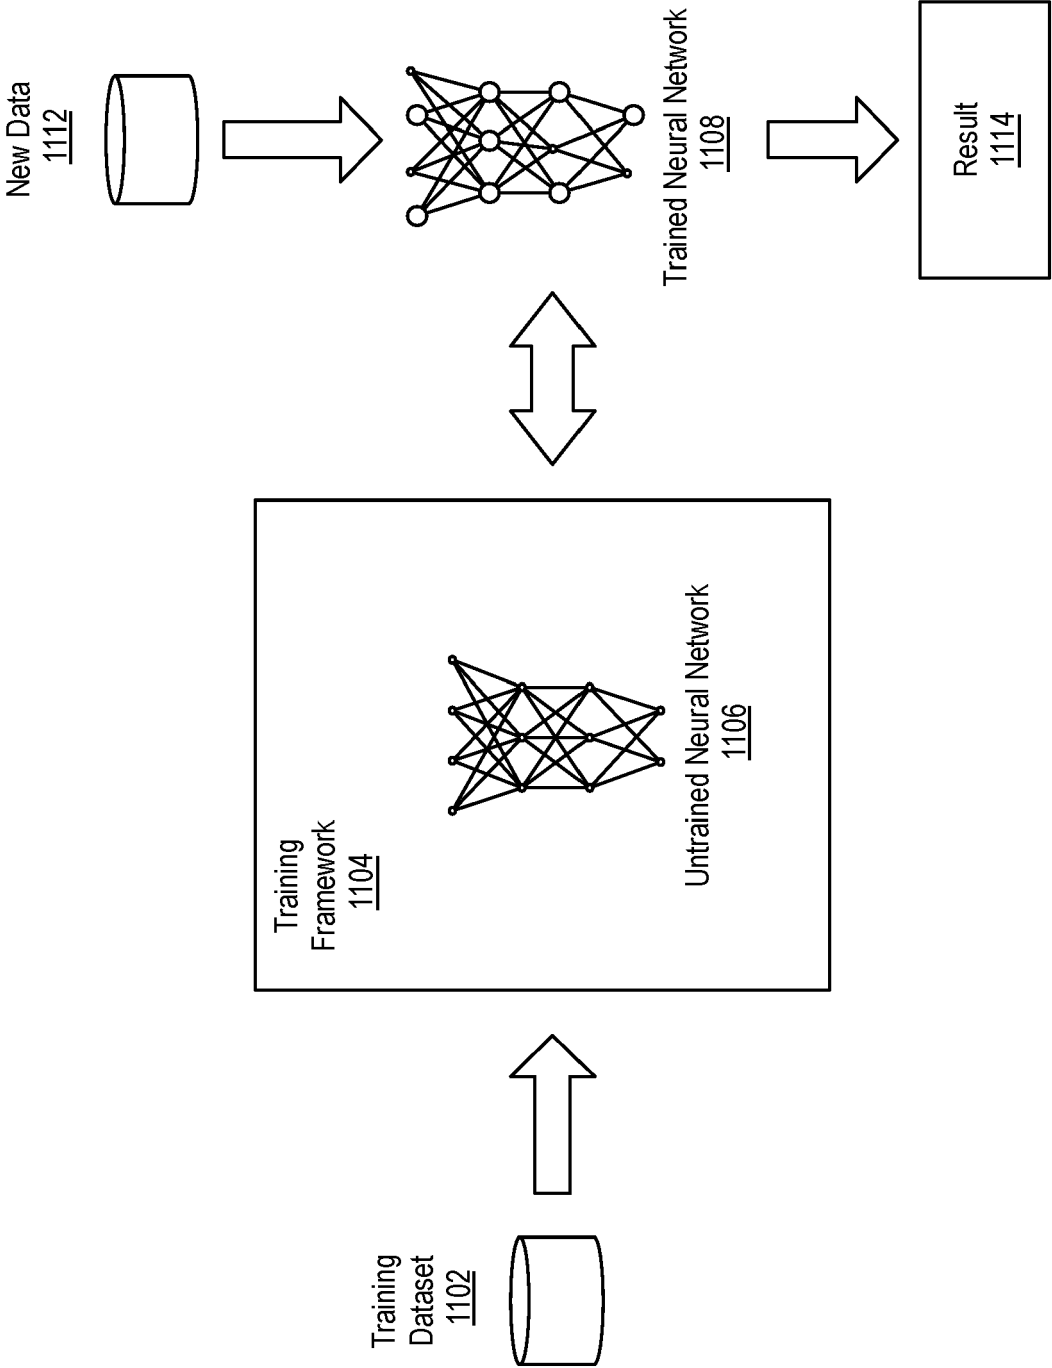 Training
Dataset
1102
Training
Framework
1104
Untrained Neural Network
1106
New Data
1112
Trained Neural Network
1108
Result
1114